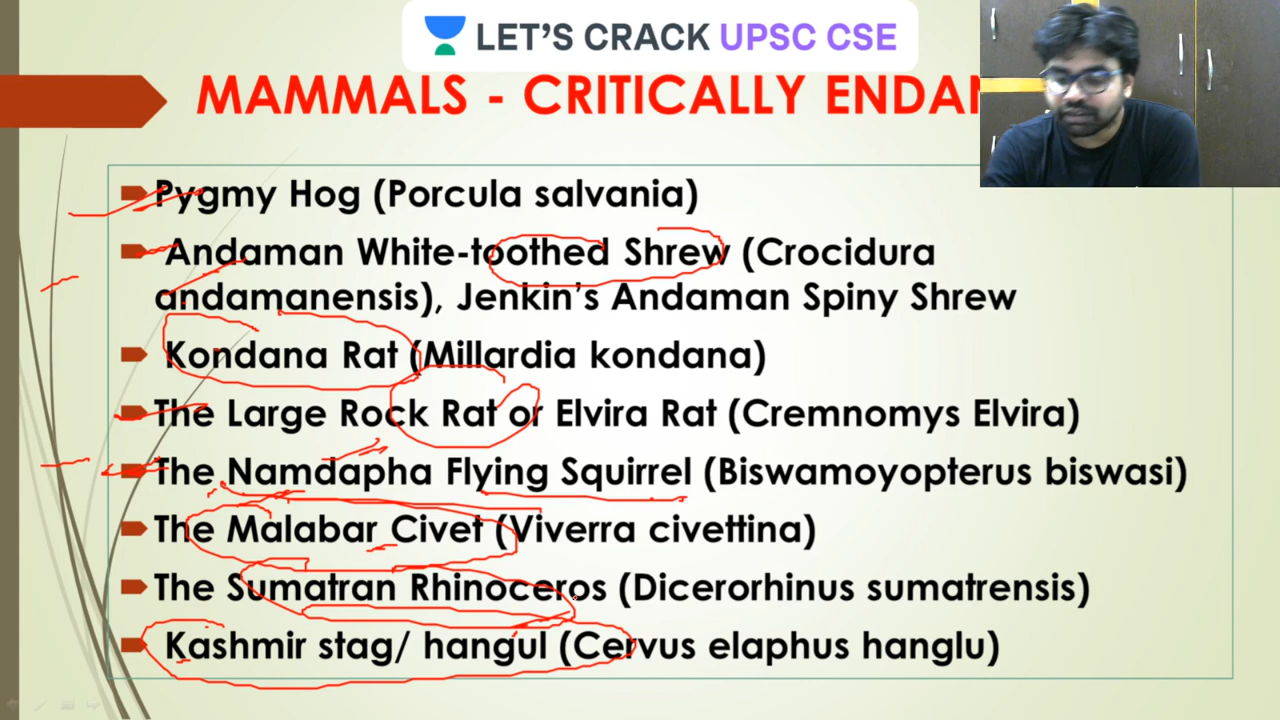 LET'S CRACK UPSC CSE
MAMMALS - CRITICALLY ENDAN
Pygmy Hog (Porcula salvania)
Andaman White-toothed Shrew (Crocidura
andamanensis), Jenkin's Andaman Spiny Shrew
Kondana Rat (Millardia kondana)
The Large Rock Rat or Elvira Rat (Cremnomys Elvira)
The Namdapha Flying Squirrel (Biswamoyopterus biswasi)
The Malabar Civet (Viverra civettina)
The Sumatran Rhinoceros (Dicerorhinus sumatrensis)
Kashmir stag/ hangul (Cervus elaphus hanglu)